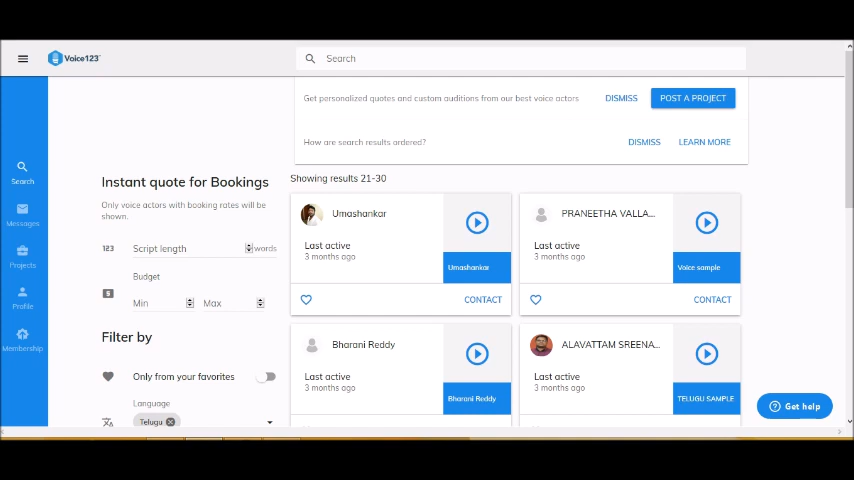 Voice123
Search
Get personalized quotes and custom auditions from our best voice actors
DISMISS
POST A PROJECT
How are search results ordered?
DISMISS
LEARN MORE
Search
Messages
Projects
Profile
Membership
Instant quote for Bookings
Only voice actors with booking rates will be
shown.
123
Script length
words
Budget
Min
Max
Filter by
Only from your favorites
Language
Telugu
Showing results 21-30
Umashankar
Last active
3 months ago
Umashankar
CONTACT
PRANEETHA VALLA...
Last active
3 months ago
Voice sample
CONTACT
Bharani Reddy
Last active
3 months ago
Bharani Reddy
ALAVATTAM SREENA...
Last active
3 months ago
TELUGU SAMPLE
Get help